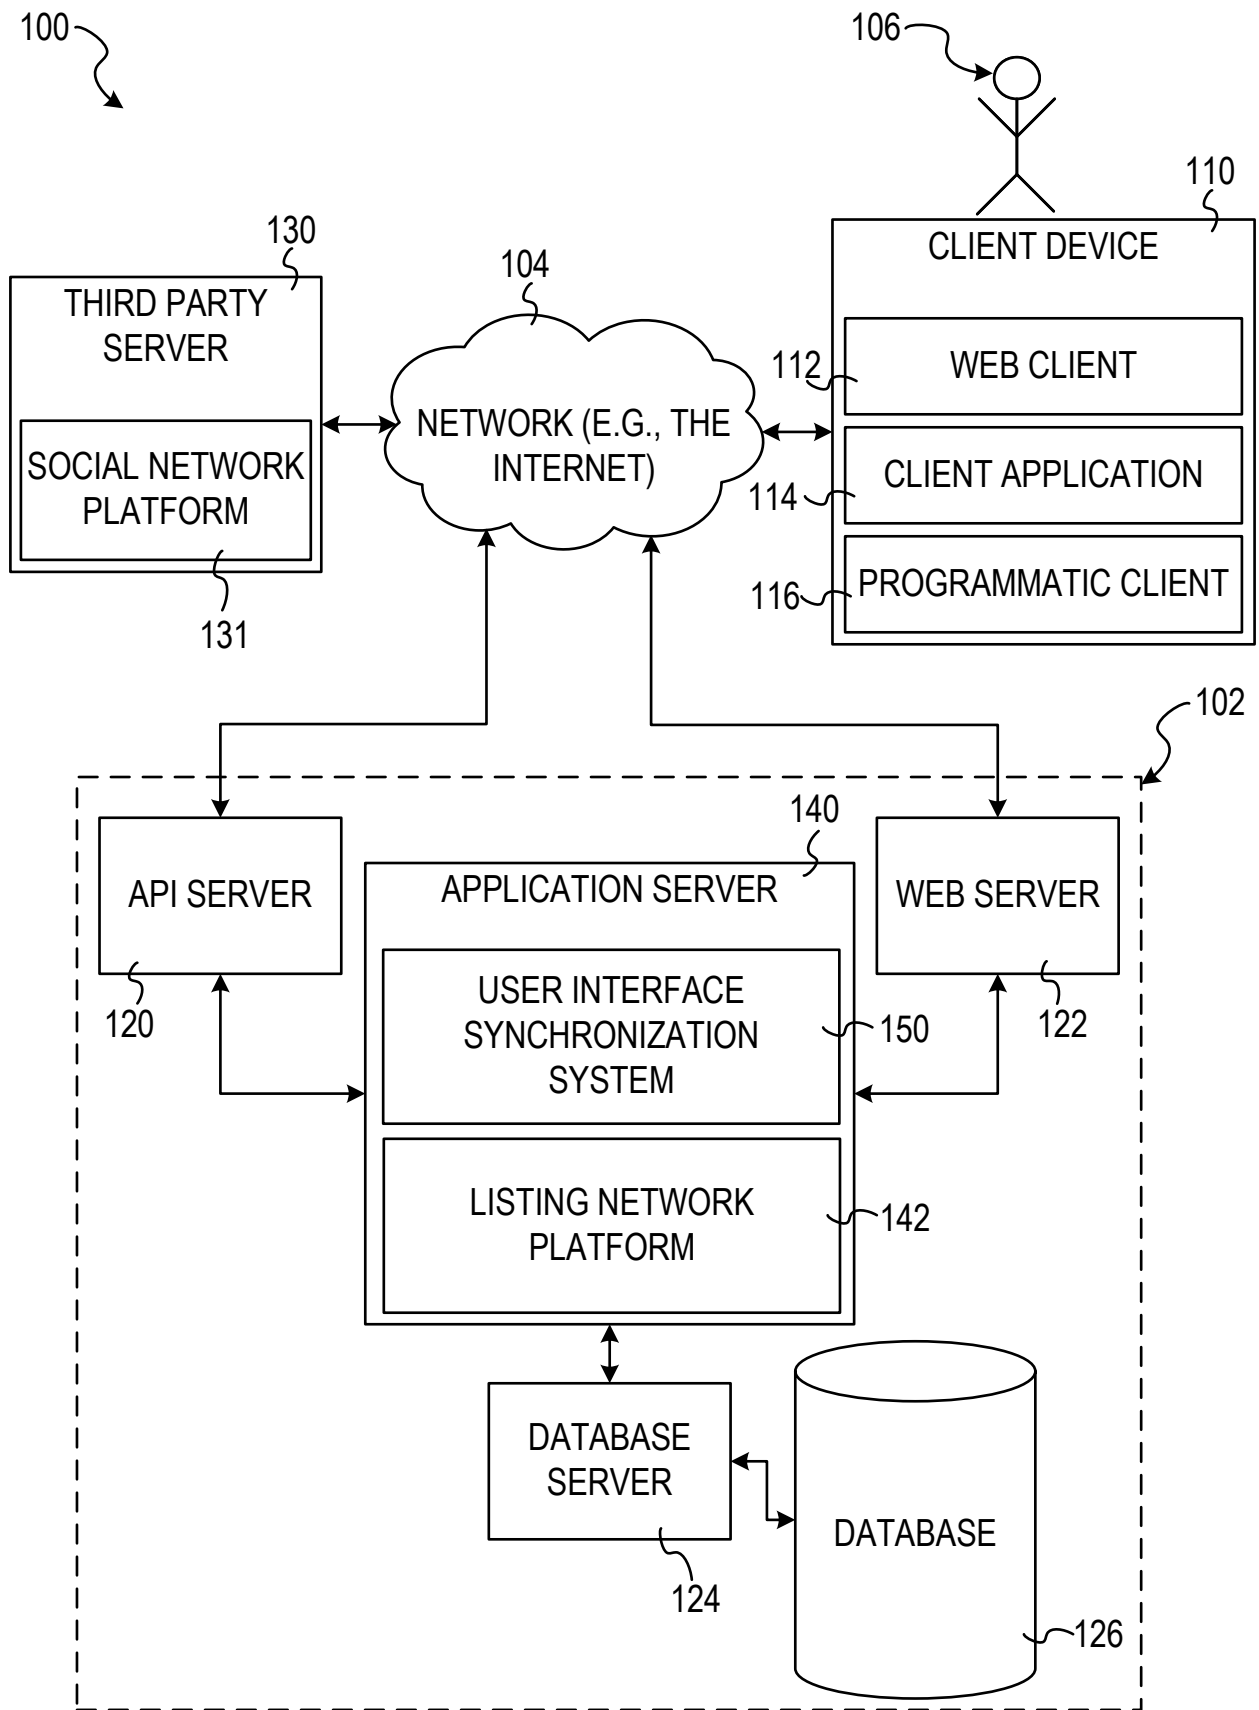 100
106
110
CLIENT DEVICE
130
THIRD PARTY
SERVER
104
112
WEB CLIENT
NETWORK (E.G., THE
INTERNET)
SOCIAL NETWORK
PLATFORM
114
CLIENT APPLICATION
116
PROGRAMMATIC CLIENT
131
102
140
API SERVER
APPLICATION SERVER
WEB SERVER
120
USER INTERFACE
SYNCHRONIZATION
SYSTEM
150
122
LISTING NETWORK
PLATFORM
142
DATABASE
SERVER
DATABASE
124
126